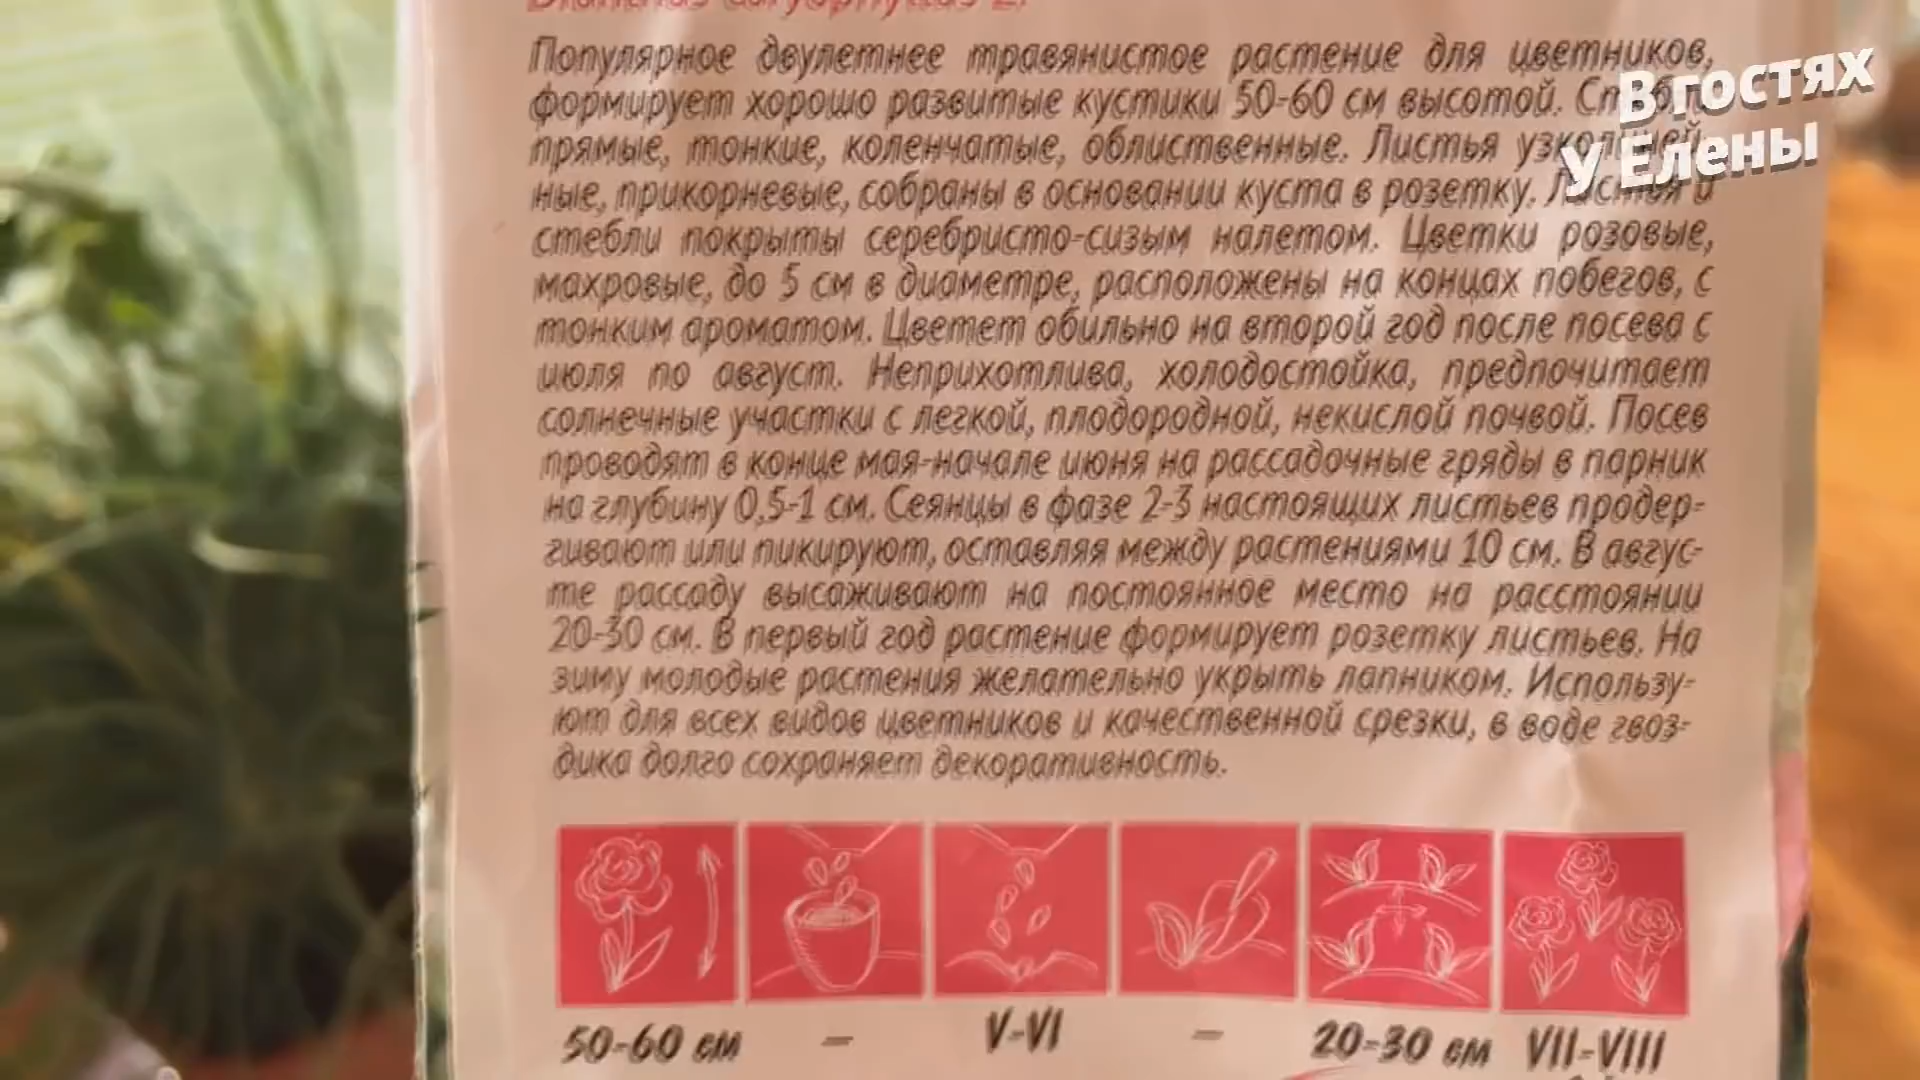 Dianthus caryophyllus L.
Популярное двулетнее травянистое растение для цветников,
формирует хорошо развитые кустики 50-60 см высотой.
прямые, тонкие, коленчатые, облиственные. Листья узколиней-
ные, прикорневые, собраны в основании куста в розетку. Листья и
стебли покрыты серебристо-сизым налетом. Цветки розовые,
махровые, до 5 см в диаметре, расположены на концах побегов, с
тонким ароматом. Цветет обильно на второй год после посева с
июля по август. Неприхотлива, холодостойка, предпочитает
солнечные участки с легкой, плодородной, некислой почвой. Посев
проводят в конце мая-начале июня на рассадочные гряды в парник
на глубину 0,5-1 см. Сеянцы в фазе 2-3 настоящих листьев продер-
гивают или пикируют, оставляя между растениями 10 см. В авгус-
те рассаду высаживают на постоянное место на расстоянии
20-30 см. В первый год растение формирует розетку листьев. На
зиму молодые растения желательно укрыть лапником. Использу-
ют для всех видов цветников и качественной срезки, в воде гвоз-
дика долго сохраняет декоративность.
50-60 см – V-VI – 20-30 см VII-VIII
В гостях
у Елены